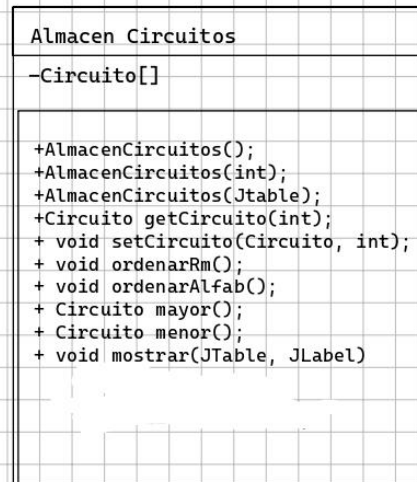 Almacen Circuitos
-Circuito[]
+AlmacenCircuitos();
+AlmacenCircuitos(int);
+AlmacenCircuitos(Jtable);
+Circuito getCircuito(int);
+ void setCircuito(Circuito, int);
+ void ordenarRm();
+ void ordenarAlfab();
+ Circuito mayor();
+ Circuito menor();
+ void mostrar(JTable, JLabel)